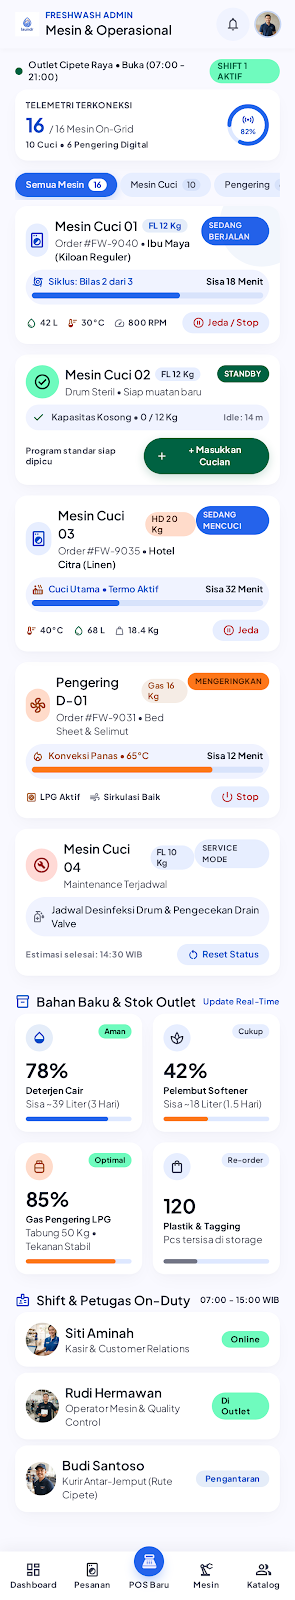 FRESHWASH ADMIN
Mesin & Operasional
Outlet Cipete Raya • Buka (07:00 -
21:00)
SHIFT 1
AKTIF
TELEMETRI TERKONEKSI
16 / 16 Mesin On-Grid
10 Cuci • 6 Pengering Digital
82%
Semua Mesin 16
Mesin Cuci 10
Pengering
Mesin Cuci 01 FL 12 Kg
SEDANG
BERJALAN
Order #FW-9040 • Ibu Maya
(Kiloan Reguler)
Siklus: Bilas 2 dari 3
Sisa 18 Menit
42 L
30°C
800 RPM
Jeda / Stop
Mesin Cuci 02 FL 12 Kg
STANDBY
Drum Steril • Siap muatan baru
Kapasitas Kosong • 0 / 12 Kg
Idle: 14 m
Program standar siap
dipicu
+ Masukkan
Cucian
Mesin Cuci
03
HD 20
Kg
SEDANG
MENCUCI
Order #FW-9035 • Hotel
Citra (Linen)
Cuci Utama • Termo Aktif
Sisa 32 Menit
40°C
68 L
18.4 Kg
Jeda
Pengering
D-01
Gas 16
Kg
MENGERINGKAN
Order #FW-9031 • Bed
Sheet & Selimut
Konveksi Panas • 65°C
Sisa 12 Menit
LPG Aktif
Sirkulasi Baik
Stop
Mesin Cuci
04
FL 10
Kg
SERVICE
MODE
Maintenance Terjadwal
Jadwal Desinfeksi Drum & Pengecekan Drain
Valve
Estimasi selesai: 14:30 WIB
Reset Status
Bahan Baku & Stok Outlet
Update Real-Time
Aman
78%
Deterjen Cair
Sisa ~39 Liter (3 Hari)
Cukup
42%
Pelembut Softener
Sisa ~18 Liter (1.5 Hari)
Optimal
85%
Gas Pengering LPG
Tabung 50 Kg •
Tekanan Stabil
Re-order
120
Plastik & Tagging
Pcs tersisa di storage
Shift & Petugas On-Duty
07:00 - 15:00 WIB
Siti Aminah
Kasir & Customer Relations
Online
Rudi Hermawan
Operator Mesin & Quality
Control
Di
Outlet
Budi Santoso
Kurir Antar-Jemput (Rute
Cipete)
Pengantaran
Dashboard
Pesanan
POS Baru
Mesin
Katalog